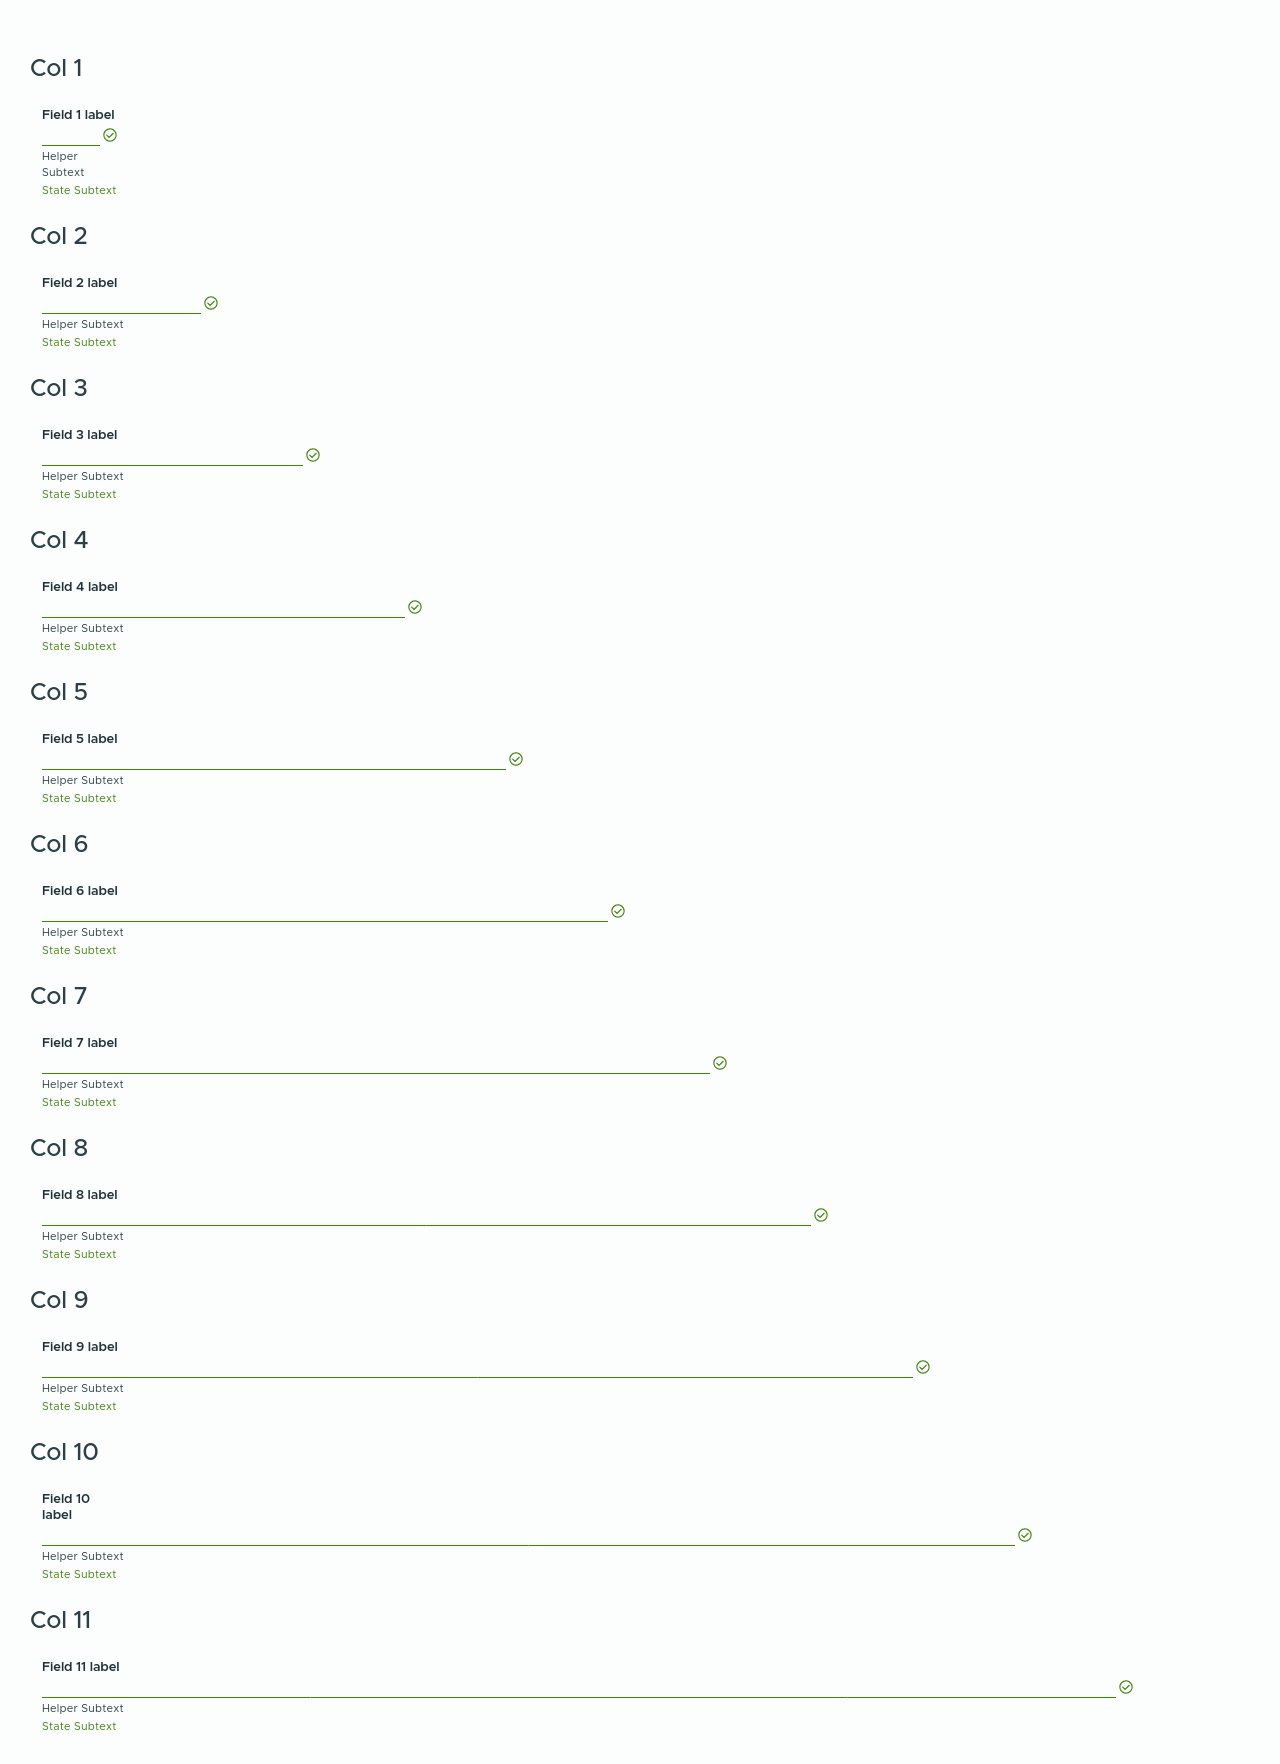 Col 1
Field 1 label
Helper
Subtext
State Subtext
Col 2
Field 2 label
Helper Subtext
State Subtext
Col 3
Field 3 label
Helper Subtext
State Subtext
Col 4
Field 4 label
Helper Subtext
State Subtext
Col 5
Field 5 label
Helper Subtext
State Subtext
Col 6
Field 6 label
Helper Subtext
State Subtext
Col 7
Field 7 label
Helper Subtext
State Subtext
Col 8
Field 8 label
Helper Subtext
State Subtext
Col 9
Field 9 label
Helper Subtext
State Subtext
Col 10
Field 10
label
Helper Subtext
State Subtext
Col 11
Field 11 label
Helper Subtext
State Subtext